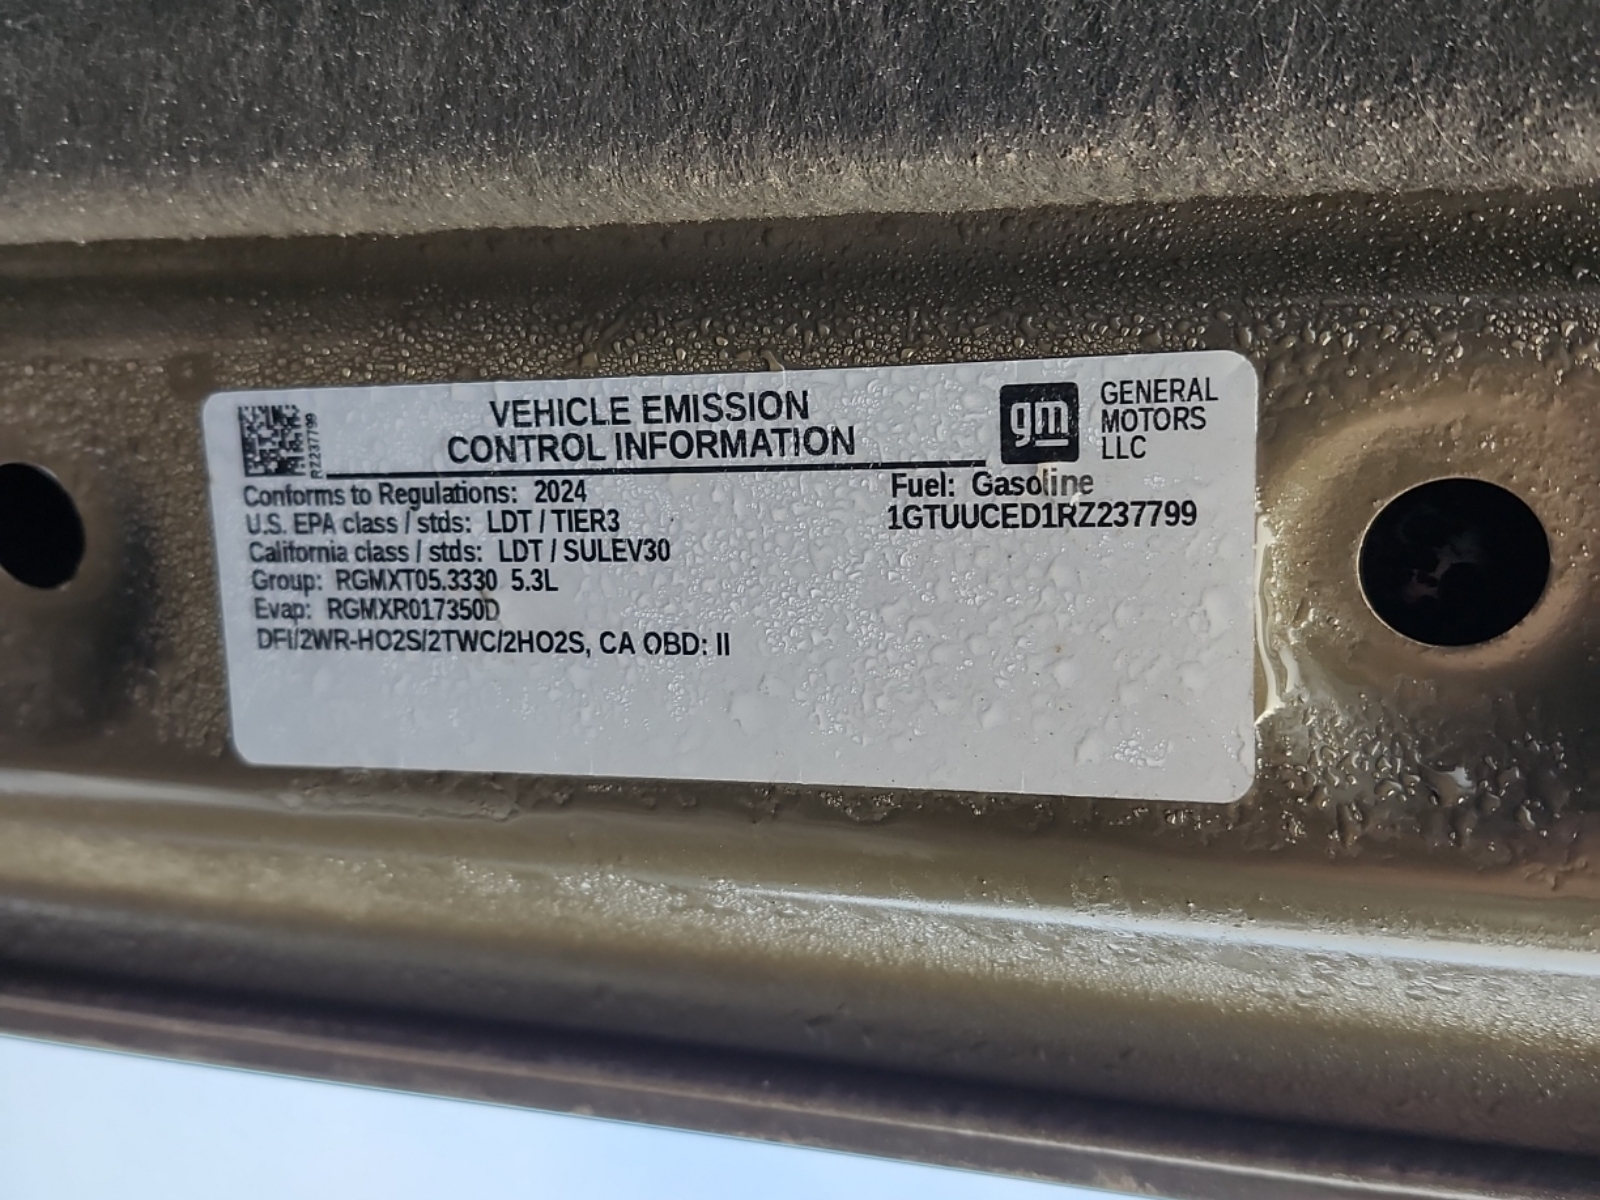 RZ237799
VEHICLE EMISSION
CONTROL INFORMATION
gm
GENERAL
MOTORS
LLC
Conforms to Regulations: 2024
U.S. EPA class / stds: LDT / TIER3
California class / stds: LDT / SULEV30
Group: RGMXT05.3330 5.3L
Evap: RGMXR017350D
DFI/2WR-HO2S/2TWC/2HO2S, CA OBD: II
Fuel: Gasoline
1GTUUCED1RZ237799